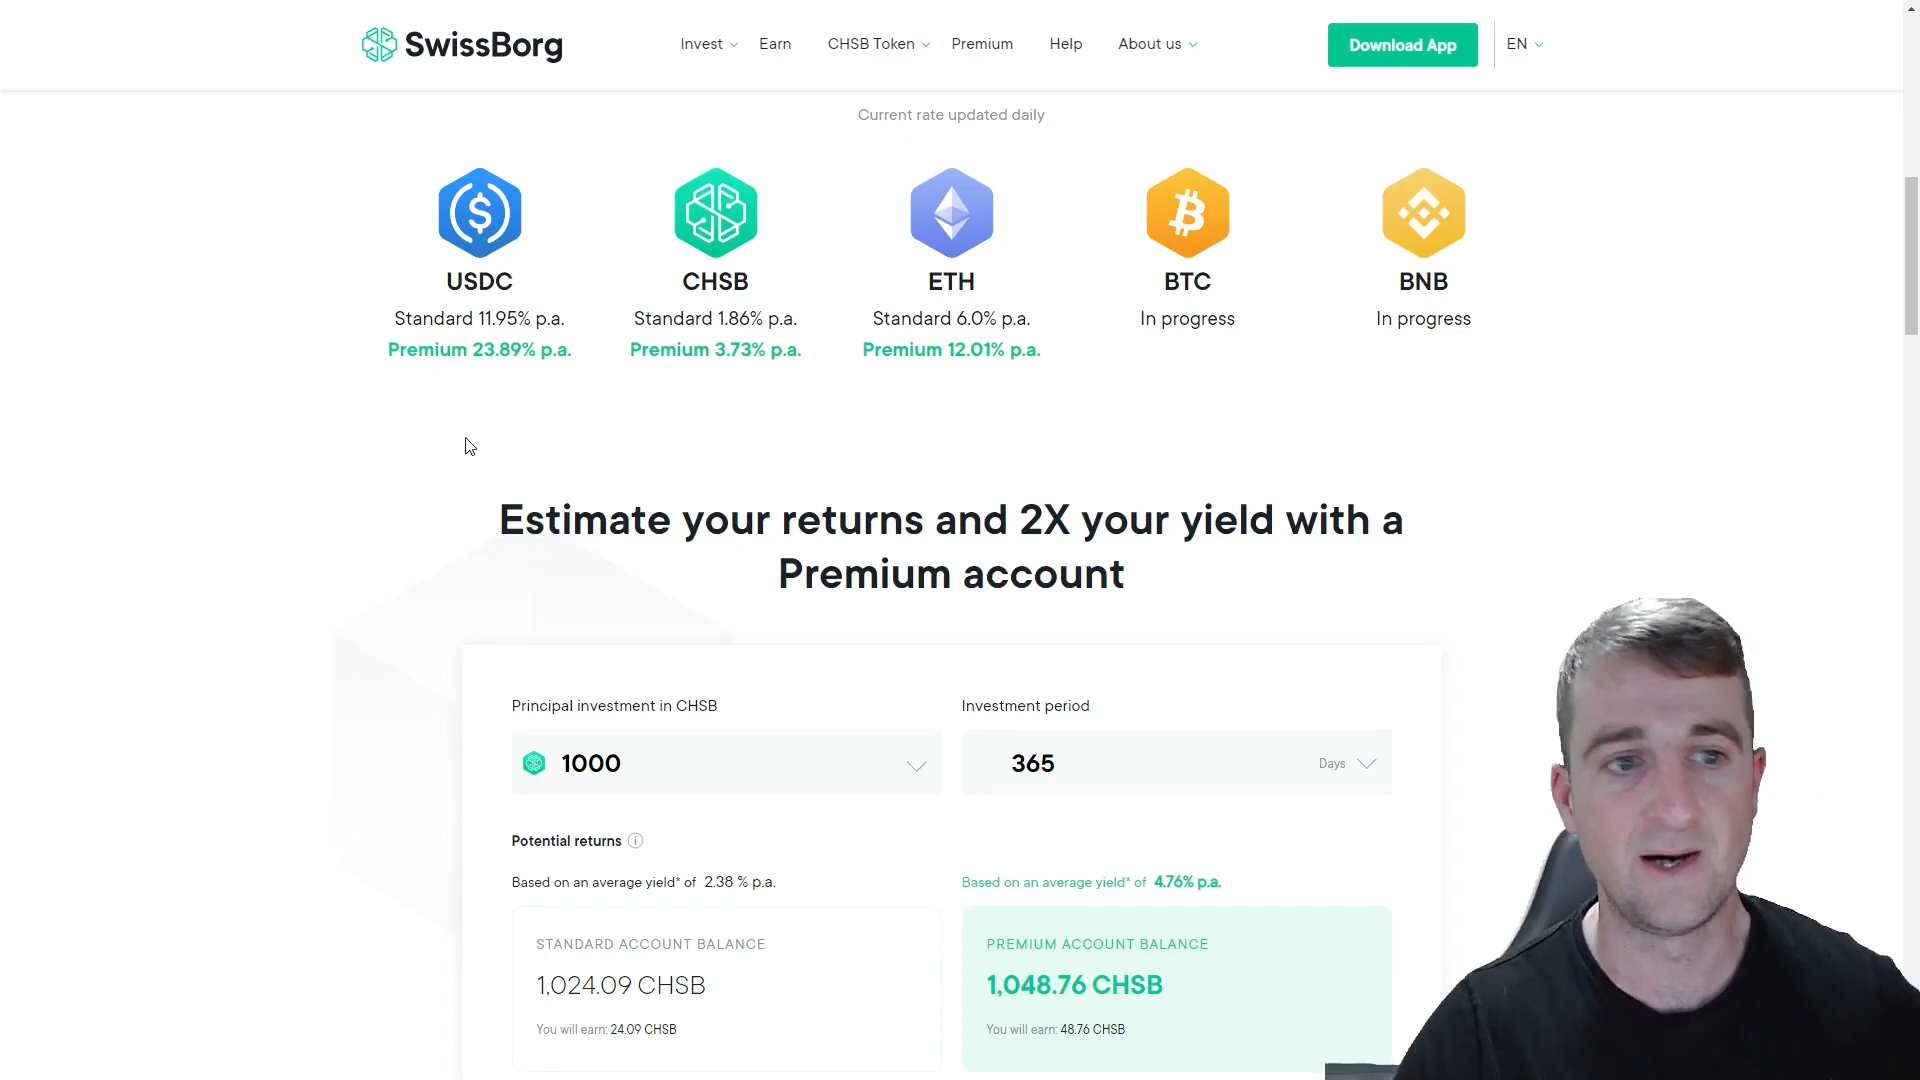 SwissBorg
Invest Earn CHSB Token Premium Help About us Download App EN
Current rate updated daily
USDC CHSB ETH BTC BNB
Standard 11.95% p.a. Standard 1.86% p.a. Standard 6.0% p.a. In progress In progress
Premium 23.89% p.a. Premium 3.73% p.a. Premium 12.01% p.a.
Estimate your returns and 2X your yield with a
Premium account
Principal investment in CHSB Investment period
1000 365 Days
Potential returns
Based on an average yield* of 2.38 % p.a. Based on an average yield* of 4.76% p.a.
STANDARD ACCOUNT BALANCE PREMIUM ACCOUNT BALANCE
1,024.09 CHSB 1,048.76 CHSB
You will earn: 24.09 CHSB You will earn: 48.76 CHSB